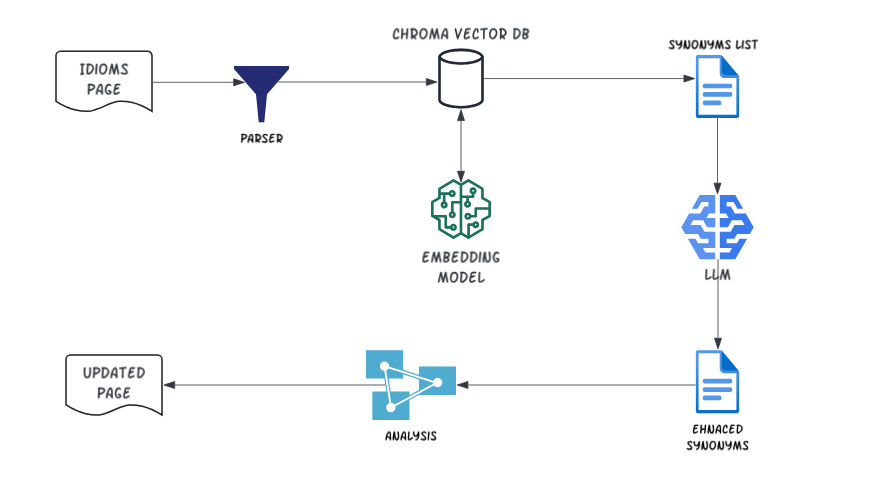 CHROMA VECTOR DB
SYNONYMS LIST
IDIOMS
PAGE
PARSER
EMBEDDING
MODEL
LLM
UPDATED
PAGE
ANALYSIS
EHNACED
SYNONYMS